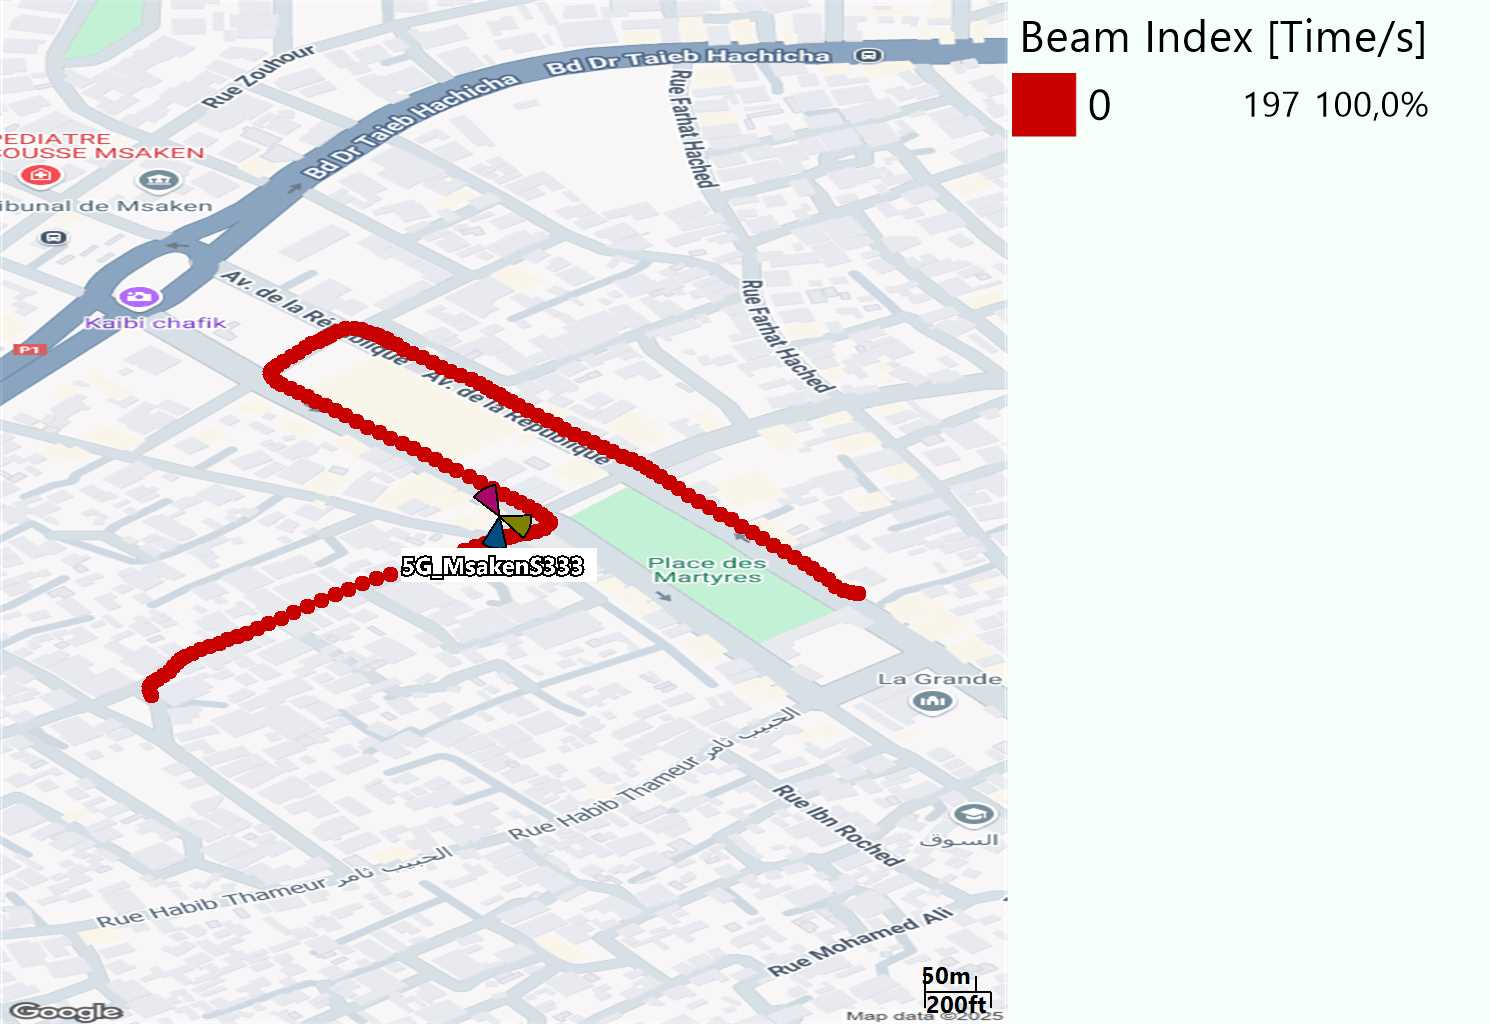 Beam Index [Time/s]
0 197 100,0%
Bd Dr Taieb Hachicha
Rue Zouhour
Bd Dr Taieb Hachicha
Rue Farhat Hached
PEDIATRE
OUSSE MSAKEN
ibunal de Msaken
Av. de la République
Kaibi chafik
P1
Rue Farhat Hached
Av. de la République
5G_MsakenS333
Place des
Martyres
La Grande
Rue Habib Thameur الحبيب ثامر
Rue Ibn Roched
السوق
Rue Habib Thameur الحبيب ثامر
Rue Mohamed Ali
50m
200ft
Google
Map data ©2025